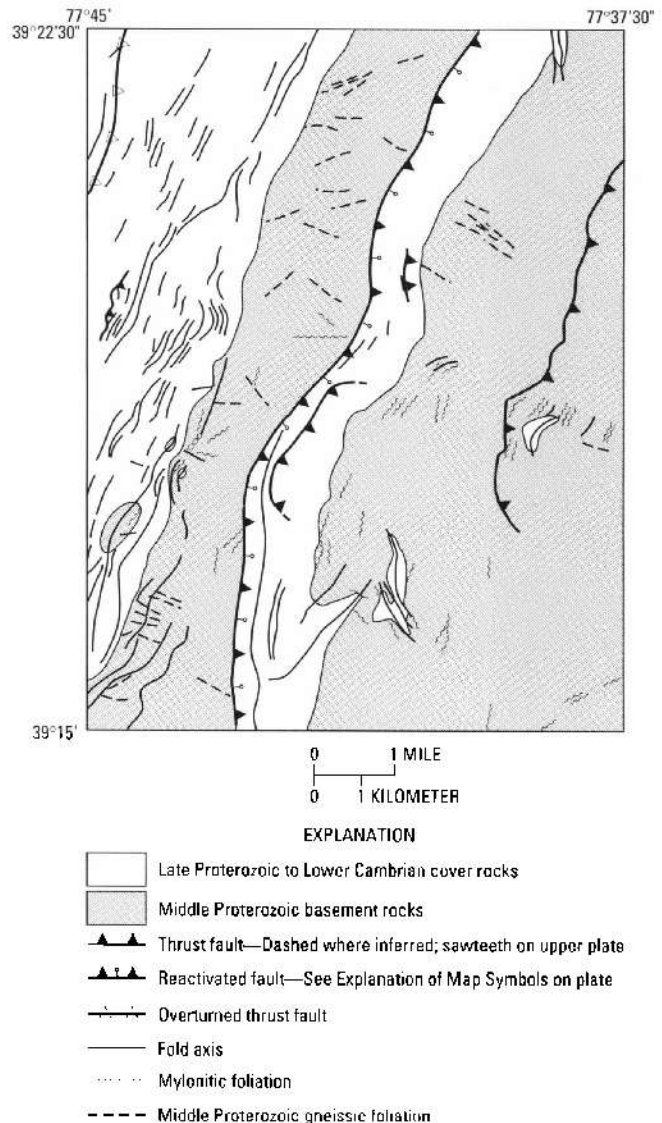 77°45' 77°37'30"
39°22'30"
39°15'
0 1 MILE
0 1 KILOMETER
EXPLANATION
Late Proterozoic to Lower Cambrian cover rocks
Middle Proterozoic basement rocks
Thrust fault—Dashed where inferred; sawteeth on upper plate
Reactivated fault—See Explanation of Map Symbols on plate
Overturned thrust fault
Fold axis
Mylonitic foliation
Middle Proterozoic gneissic foliation